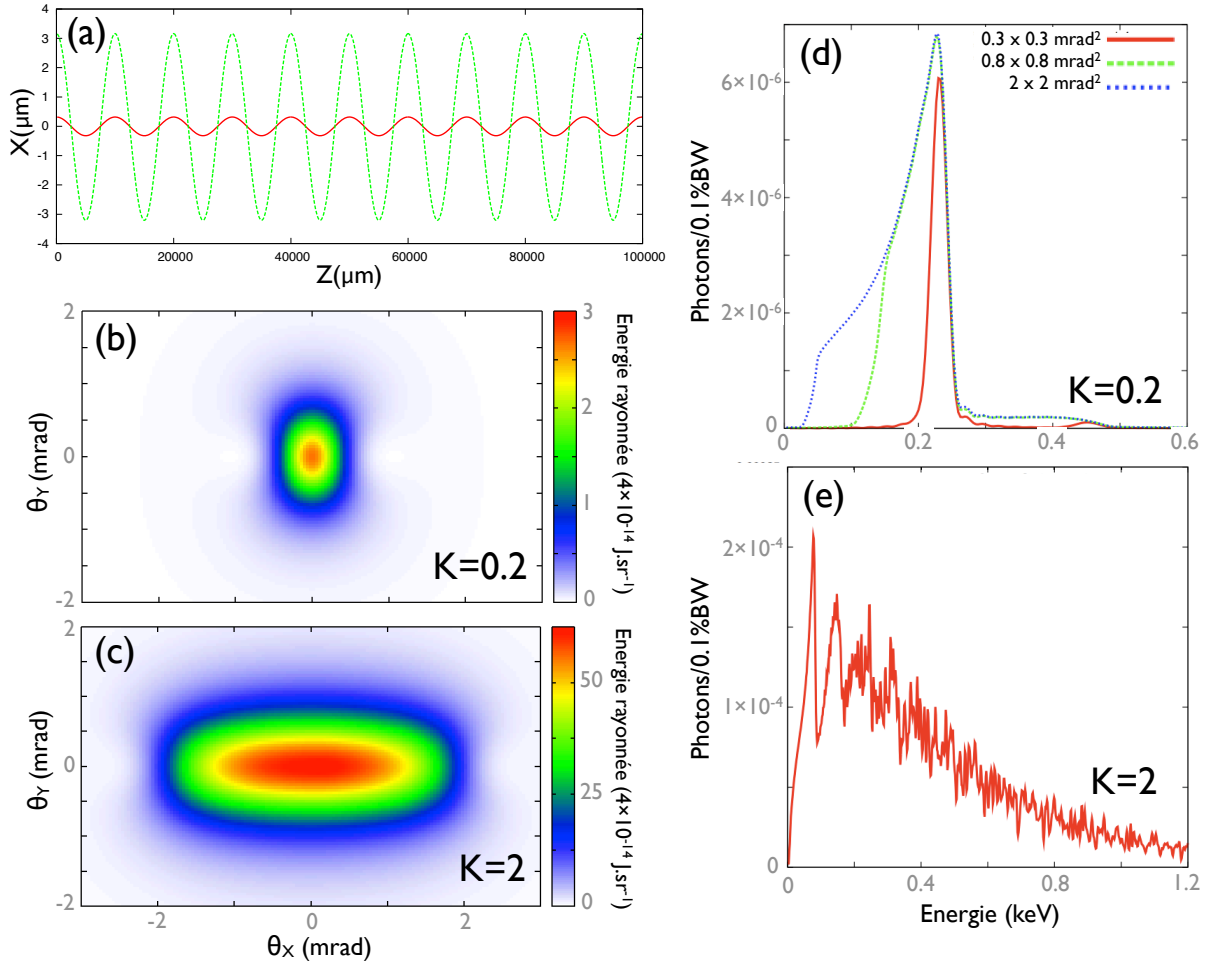 (a)
4
3
2
1
0
-1
-2
-3
-4
X(μm)
0
20000
40000
60000
80000
100000
Z(μm)
(b)
2
0
-2
θY (mrad)
K=0.2
3
2
1
0
Energie rayonnée (4×10⁻¹⁴ J.sr⁻¹)
(c)
2
0
-2
θY (mrad)
K=2
50
25
0
Energie rayonnée (4×10⁻¹⁴ J.sr⁻¹)
-2
0
2
θX (mrad)
(d)
0.3 x 0.3 mrad²
0.8 x 0.8 mrad²
2 x 2 mrad²
6×10⁻⁶
4×10⁻⁶
2×10⁻⁶
0
Photons/0.1%BW
K=0.2
0
0.2
0.4
0.6
(e)
2×10⁻⁴
1×10⁻⁴
0
Photons/0.1%BW
K=2
0
0.4
0.8
1.2
Energie (keV)